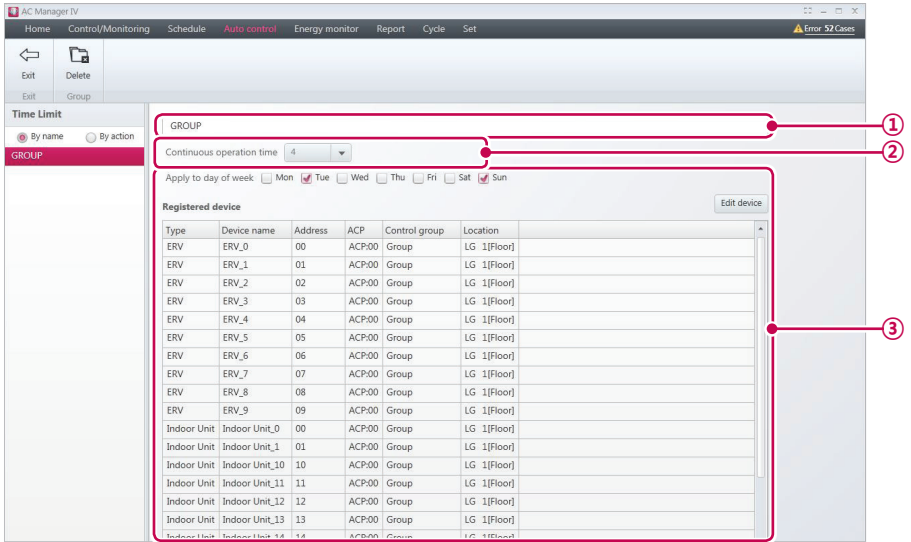 AC Manager IV
Home Control/Monitoring Schedule Auto control Energy monitor Report Cycle Set Error 52 Cases
Exit Delete
Exit Group
Time Limit
By name By action
GROUP
GROUP ①
Continuous operation time 4 ②
Apply to day of week Mon Tue Wed Thu Fri Sat Sun
Registered device Edit device
Type Device name Address ACP Control group Location
ERV ERV_0 00 ACP:00 Group LG 1[Floor]
ERV ERV_1 01 ACP:00 Group LG 1[Floor]
ERV ERV_2 02 ACP:00 Group LG 1[Floor]
ERV ERV_3 03 ACP:00 Group LG 1[Floor]
ERV ERV_4 04 ACP:00 Group LG 1[Floor]
③
ERV ERV_5 05 ACP:00 Group LG 1[Floor]
ERV ERV_6 06 ACP:00 Group LG 1[Floor]
ERV ERV_7 07 ACP:00 Group LG 1[Floor]
ERV ERV_8 08 ACP:00 Group LG 1[Floor]
ERV ERV_9 09 ACP:00 Group LG 1[Floor]
Indoor Unit Indoor Unit_0 00 ACP:00 Group LG 1[Floor]
Indoor Unit Indoor Unit_1 01 ACP:00 Group LG 1[Floor]
Indoor Unit Indoor Unit_10 10 ACP:00 Group LG 1[Floor]
Indoor Unit Indoor Unit_11 11 ACP:00 Group LG 1[Floor]
Indoor Unit Indoor Unit_12 12 ACP:00 Group LG 1[Floor]
Indoor Unit Indoor Unit_13 13 ACP:00 Group LG 1[Floor]
Indoor Unit Indoor Unit_14 14 ACP:00 Group LG 1[Floor]